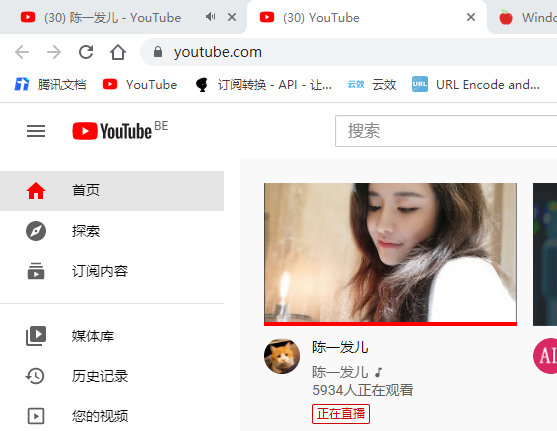 (30) 陈一发儿 - YouTube
(30) YouTube
Windo
youtube.com
腾讯文档
YouTube
订阅转换 - API - 让...
云效 云效
URL URL Encode and...
YouTube BE
搜索
首页
探索
订阅内容
媒体库
历史记录
您的视频
陈一发儿
陈一发儿
5934人正在观看
正在直播
AL